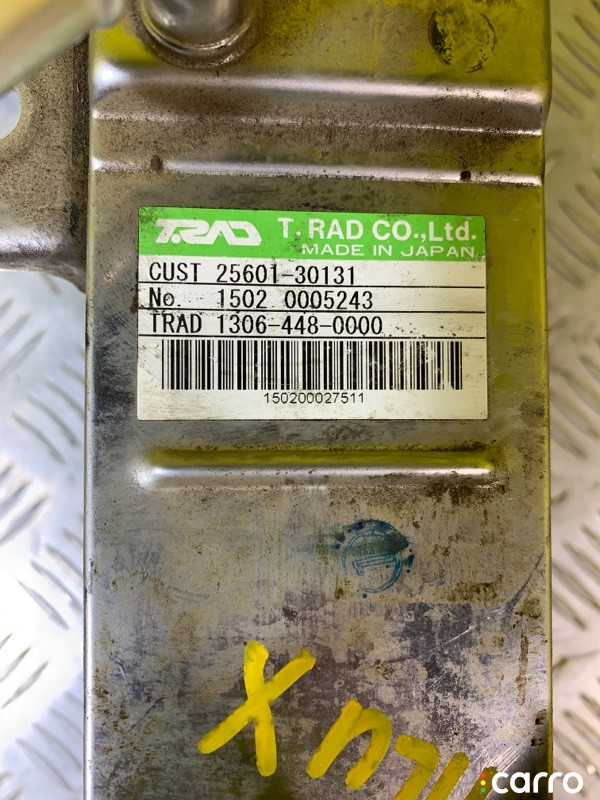 T.RAD T.RAD CO.,Ltd.
MADE IN JAPAN
CUST 25601-30131
No. 1502 0005243
TRAD 1306-448-0000
150200027511
carro